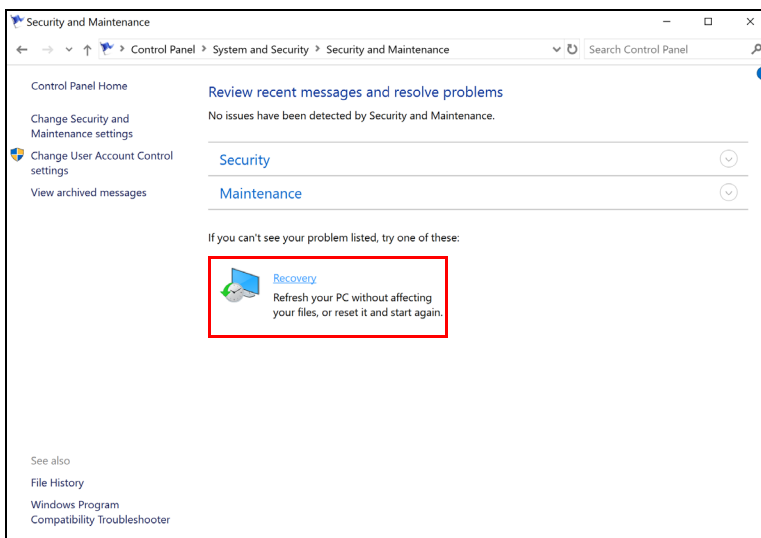 Security and Maintenance
Control Panel > System and Security > Security and Maintenance
Search Control Panel
Control Panel Home
Change Security and
Maintenance settings
Change User Account Control
settings
View archived messages
Review recent messages and resolve problems
No issues have been detected by Security and Maintenance.
Security
Maintenance
If you can't see your problem listed, try one of these:
Recovery
Refresh your PC without affecting
your files, or reset it and start again.
See also
File History
Windows Program
Compatibility Troubleshooter